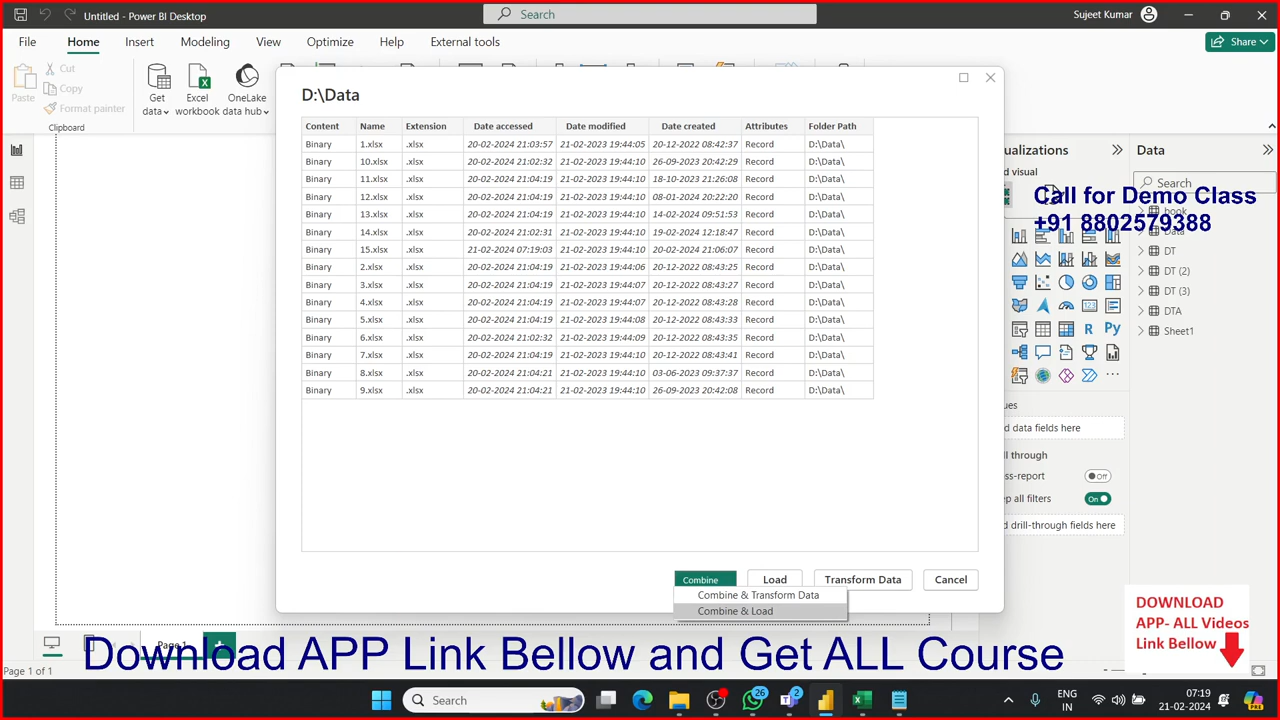 Untitled - Power BI Desktop
Search
Sujeet Kumar
File Home Insert Modeling View Optimize Help External tools
Share
Paste
Cut
Copy
Format painter
Clipboard
Get data
Excel workbook
OneLake data hub
D:\Data
Content Name Extension Date accessed Date modified Date created Attributes Folder Path
Binary 1.xlsx .xlsx 20-02-2024 21:03:57 21-02-2023 19:44:05 20-12-2022 08:42:37 Record D:\Data\
Binary 10.xlsx .xlsx 20-02-2024 21:02:32 21-02-2023 19:44:10 26-09-2023 20:42:29 Record D:\Data\
Binary 11.xlsx .xlsx 20-02-2024 21:04:19 21-02-2023 19:44:10 18-10-2023 21:26:08 Record D:\Data\
Binary 12.xlsx .xlsx 20-02-2024 21:04:19 21-02-2023 19:44:10 08-01-2024 20:22:20 Record D:\Data\
Binary 13.xlsx .xlsx 20-02-2024 21:04:19 21-02-2023 19:44:10 14-02-2024 09:51:53 Record D:\Data\
Binary 14.xlsx .xlsx 20-02-2024 21:02:31 21-02-2023 19:44:10 19-02-2024 12:18:47 Record D:\Data\
Binary 15.xlsx .xlsx 21-02-2024 07:19:03 21-02-2023 19:44:10 20-02-2024 21:06:07 Record D:\Data\
Binary 2.xlsx .xlsx 20-02-2024 21:04:19 21-02-2023 19:44:06 20-12-2022 08:43:25 Record D:\Data\
Binary 3.xlsx .xlsx 20-02-2024 21:04:19 21-02-2023 19:44:07 20-12-2022 08:43:27 Record D:\Data\
Binary 4.xlsx .xlsx 20-02-2024 21:04:19 21-02-2023 19:44:07 20-12-2022 08:43:28 Record D:\Data\
Binary 5.xlsx .xlsx 20-02-2024 21:04:19 21-02-2023 19:44:08 20-12-2022 08:43:33 Record D:\Data\
Binary 6.xlsx .xlsx 20-02-2024 21:02:32 21-02-2023 19:44:09 20-12-2022 08:43:35 Record D:\Data\
Binary 7.xlsx .xlsx 20-02-2024 21:04:19 21-02-2023 19:44:10 20-12-2022 08:43:41 Record D:\Data\
Binary 8.xlsx .xlsx 20-02-2024 21:04:21 21-02-2023 19:44:10 03-06-2023 09:37:37 Record D:\Data\
Binary 9.xlsx .xlsx 20-02-2024 21:04:21 21-02-2023 19:44:10 26-09-2023 20:42:08 Record D:\Data\
Combine
Load
Transform Data
Cancel
Combine & Transform Data
Combine & Load
ualizations
d visual
R
Py
123
ues
d data fields here
ll through
ss-report
Off
p all filters
On
d drill-through fields here
Data
Search
book
Data
DT
DT (2)
DT (3)
DTA
Sheet1
Call for Demo Class
+91 8802579388
DOWNLOAD
APP- ALL Videos
Link Bellow
Page 1
Download APP Link Bellow and Get ALL Course
Page 1 of 1
Search
26
2
ENG
IN
07:19
21-02-2024